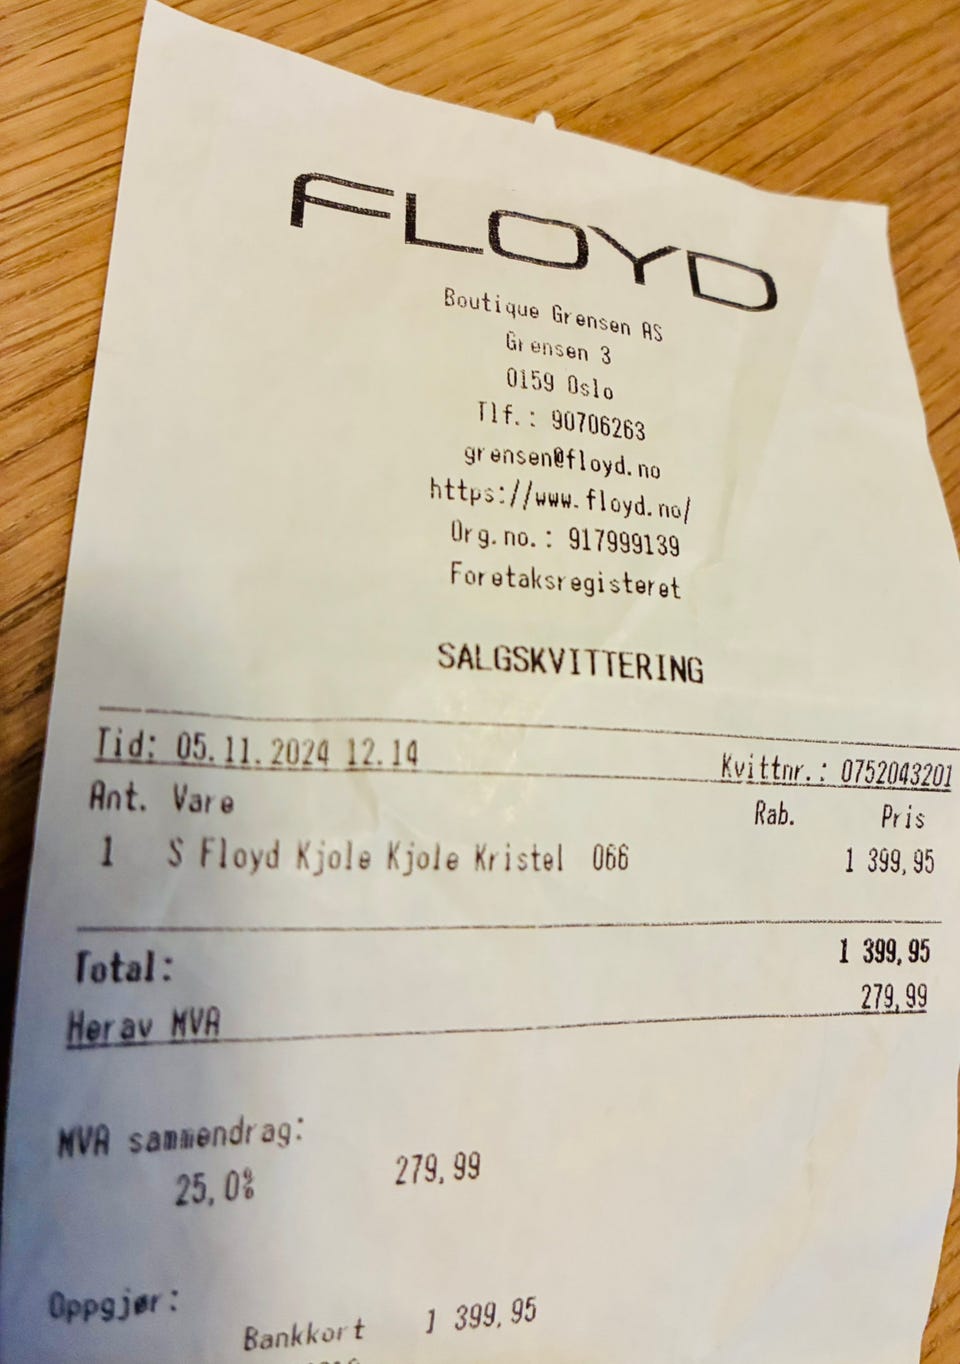 FLOYD
Boutique Grensen AS
Grensen 3
0159 Oslo
Tlf.: 90706263
grensen@floyd.no
https://www.floyd.no/
Org.no.: 917999139
Foretaksregisteret
SALGSKVITTERING
Tid: 05.11.2024 12.14 Kvittnr.: 0752043201
Ant. Vare Rab. Pris
1 S Floyd Kjole Kjole Kristel 066 1 399,95
Total: 1 399,95
Herav MVA 279,99
MVA sammendrag:
25,0% 279,99
Oppgjør:
Bankkort 1 399,95